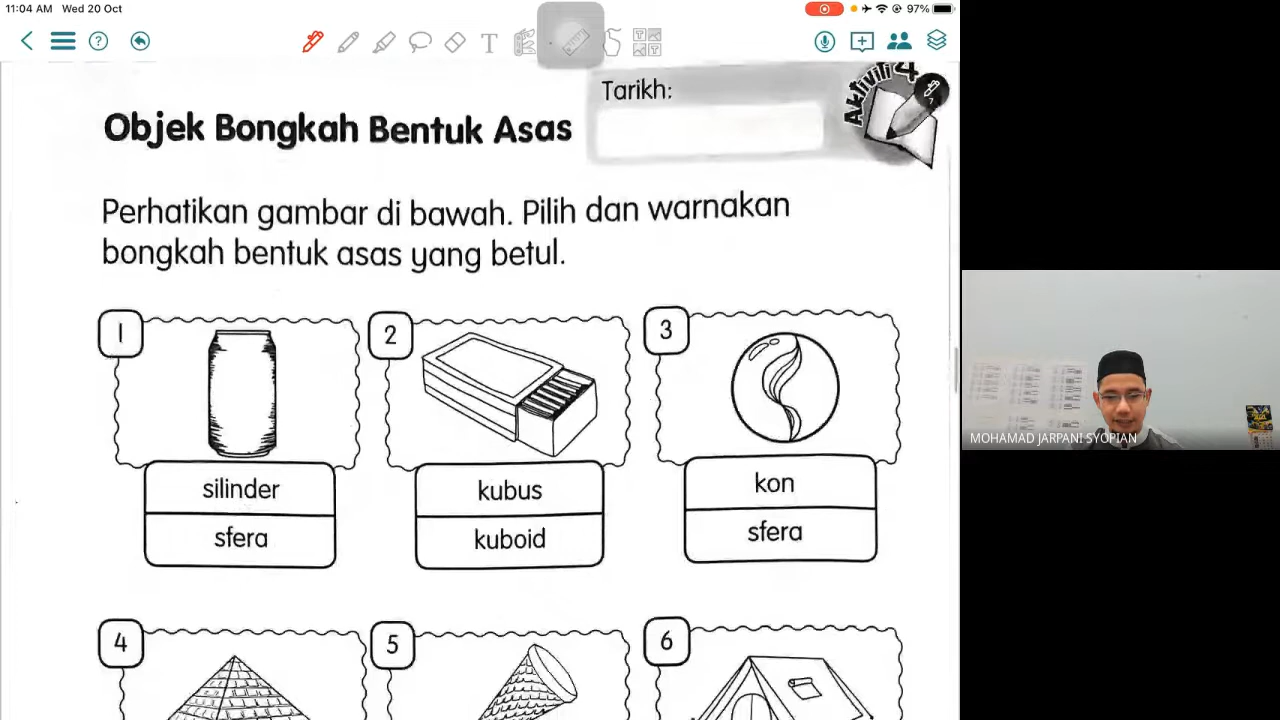 11:04 AM Wed 20 Oct
97%
T
Tarikh:
Aktiviti 4
Objek Bongkah Bentuk Asas
Perhatikan gambar di bawah. Pilih dan warnakan
bongkah bentuk asas yang betul.
1
silinder
sfera
2
kubus
kuboid
3
kon
sfera
4
5
6
MOHAMAD JARPANI SYOPIAN